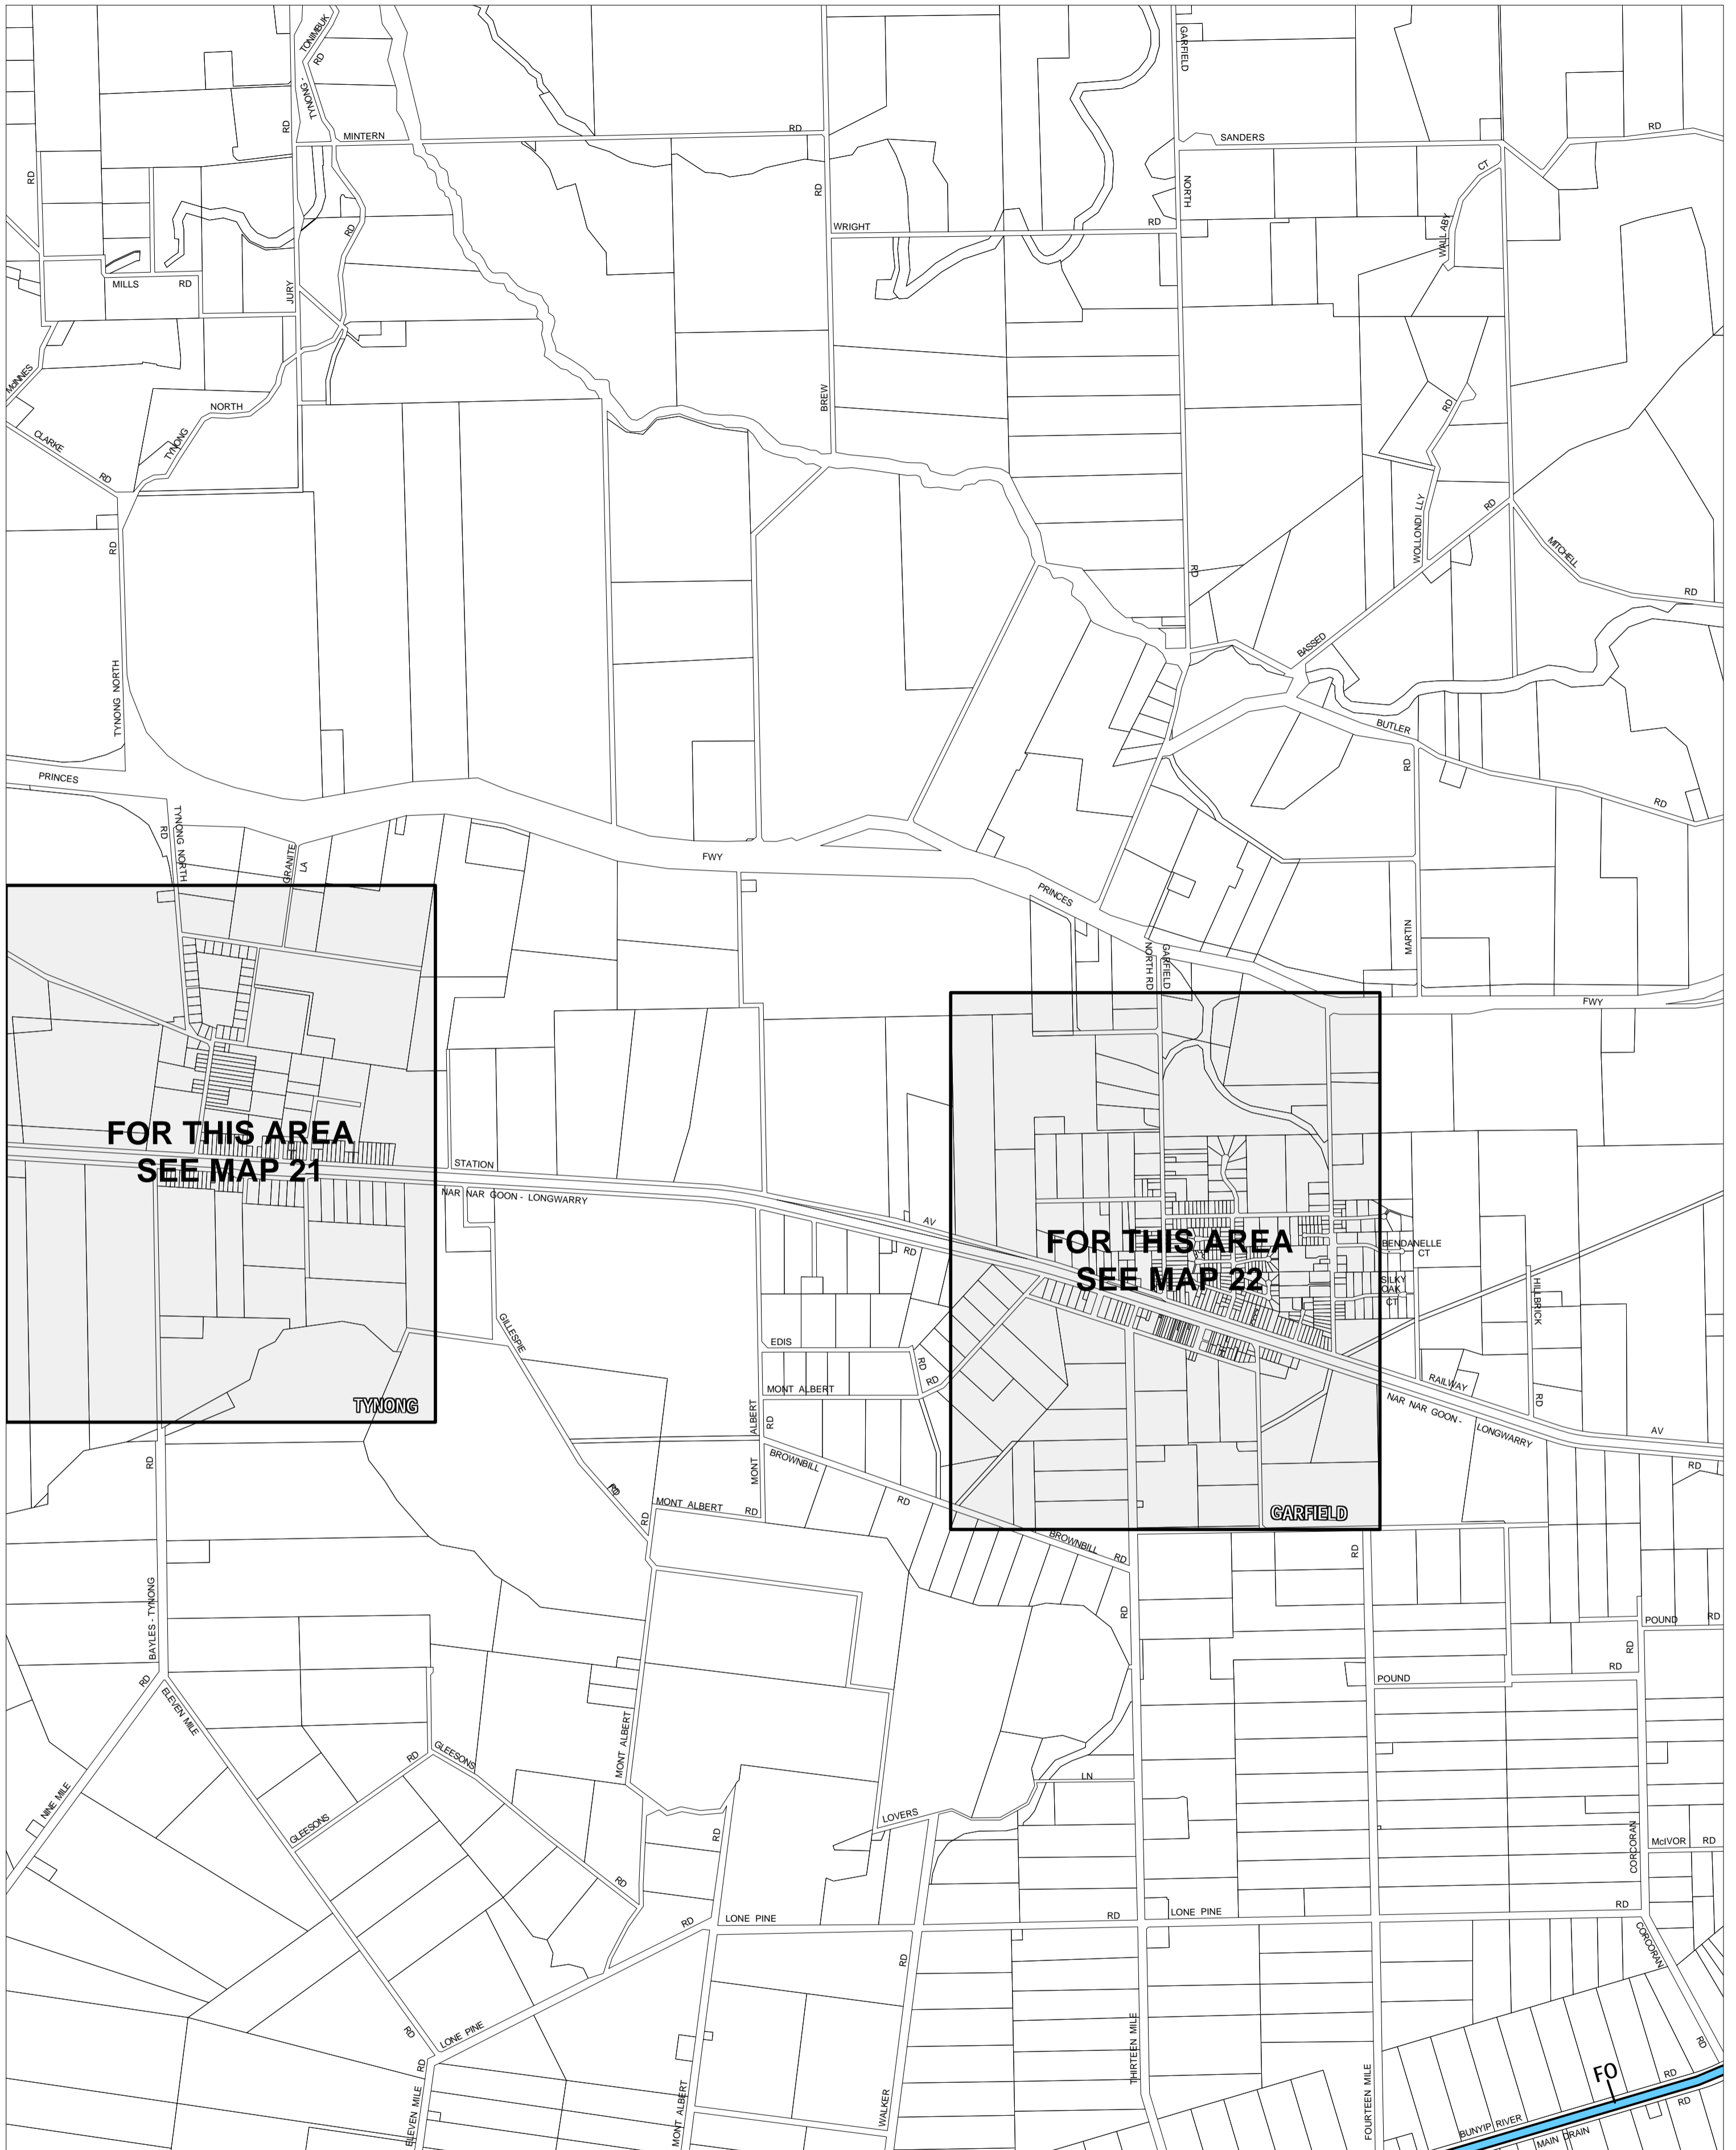 TONIMBUK
RD
TYNONG -
RD
MINTERN
RD
GARFIELD
SANDERS
RD
RD
RD
NORTH
CT
WALLABY
WRIGHT
RD
RD
MILLS
RD
JURY
McINNES
NORTH
TYNONG
CLARKE
RD
BREW
RD
WOLLONDI LLY
RD
MITCHELL
RD
RD
RD
BASSED
TYNONG NORTH
BUTLER
RD
RD
PRINCES
TYNONG NORTH
RD
GRANITE
LA
FWY
PRINCES
MARTIN
NORTH RD
GARFIELD
FWY
FOR THIS AREA
SEE MAP 21
STATION
NAR NAR GOON - LONGWARRY
AV
RD
FOR THIS AREA
SEE MAP 22
BENDANELLE
CT
SILKY
OAK
CT
HILLBRICK
RD
GILLESPIE
EDIS
RD
MONT ALBERT
RD
RAILWAY
NAR NAR GOON -
LONGWARRY
AV
RD
TYNONG
ALBERT
RD
MONT
BROWNBILL
RD
RD
RD
RD
MONT ALBERT
RD
GARFIELD
BROWNBILL
RD
RD
BAYLES - TYNONG
RD
POUND
RD
RD
POUND
RD
RD
ELEVEN MILE
GLEESONS
RD
MONT ALBERT
NINE MILE
GLEESONS
LN
LOVERS
RD
CORCORAN
McIVOR
RD
RD
RD
LONE PINE
RD
LONE PINE
RD
CORCORAN
RD
RD
LONE PINE
RD
ELEVEN MILE
MONT ALBERT
WALKER
THIRTEEN MILE
FOURTEEN MILE
RD
FO
RD
RD
BUNYIP RIVER
MAIN DRAIN